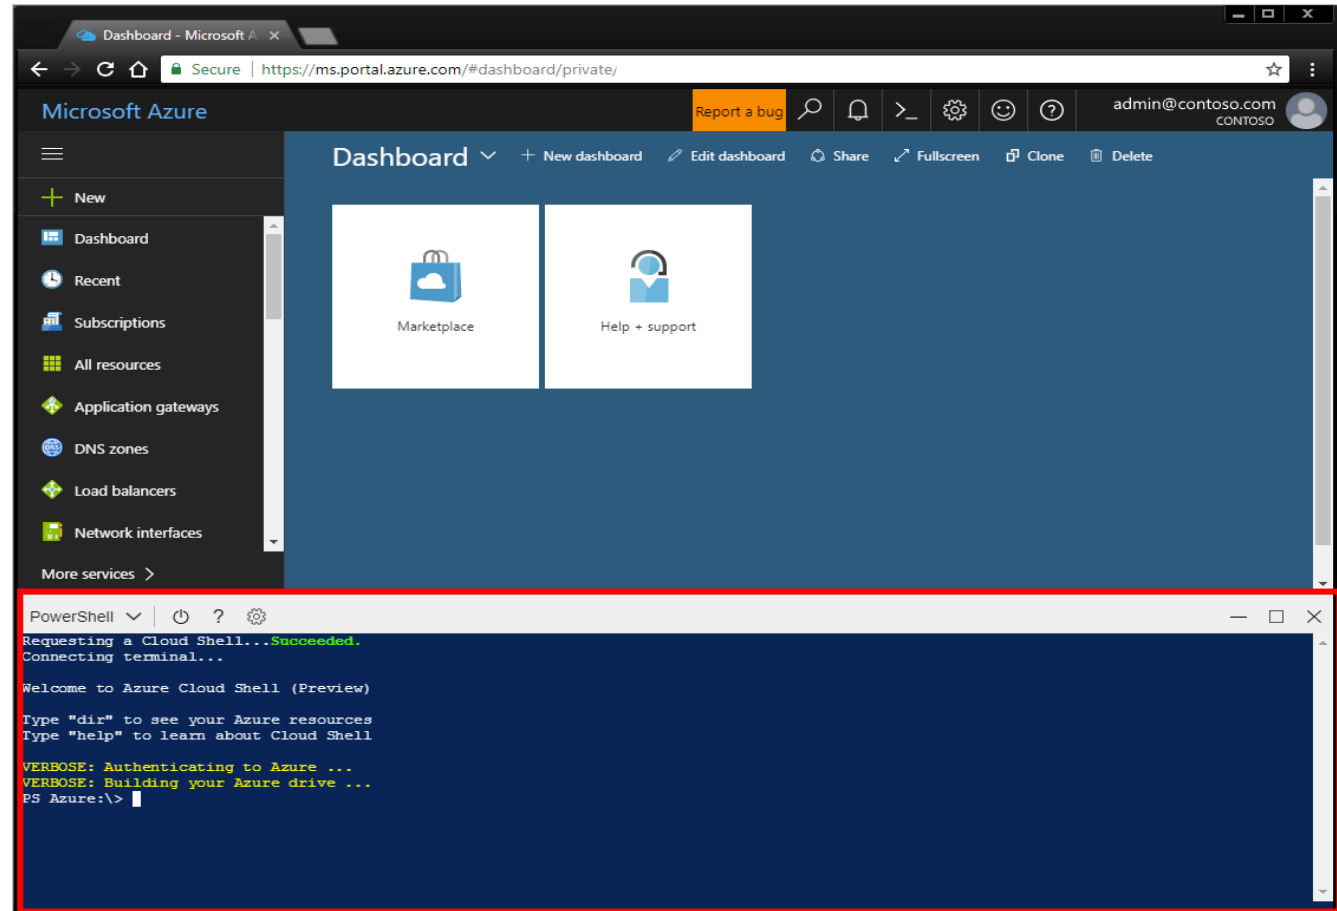 Dashboard - Microsoft A
Secure | https://ms.portal.azure.com/#dashboard/private/
Microsoft Azure
Report a bug
>_
admin@contoso.com
CONTOSO
Dashboard
New dashboard
Edit dashboard
Share
Fullscreen
Clone
Delete
New
Dashboard
Recent
Subscriptions
All resources
Application gateways
DNS zones
Load balancers
Network interfaces
More services
Marketplace
Help + support
PowerShell
?
Requesting a Cloud Shell...Succeeded.
Connecting terminal...
Welcome to Azure Cloud Shell (Preview)
Type "dir" to see your Azure resources
Type "help" to learn about Cloud Shell
VERBOSE: Authenticating to Azure ...
VERBOSE: Building your Azure drive ...
PS Azure:\>